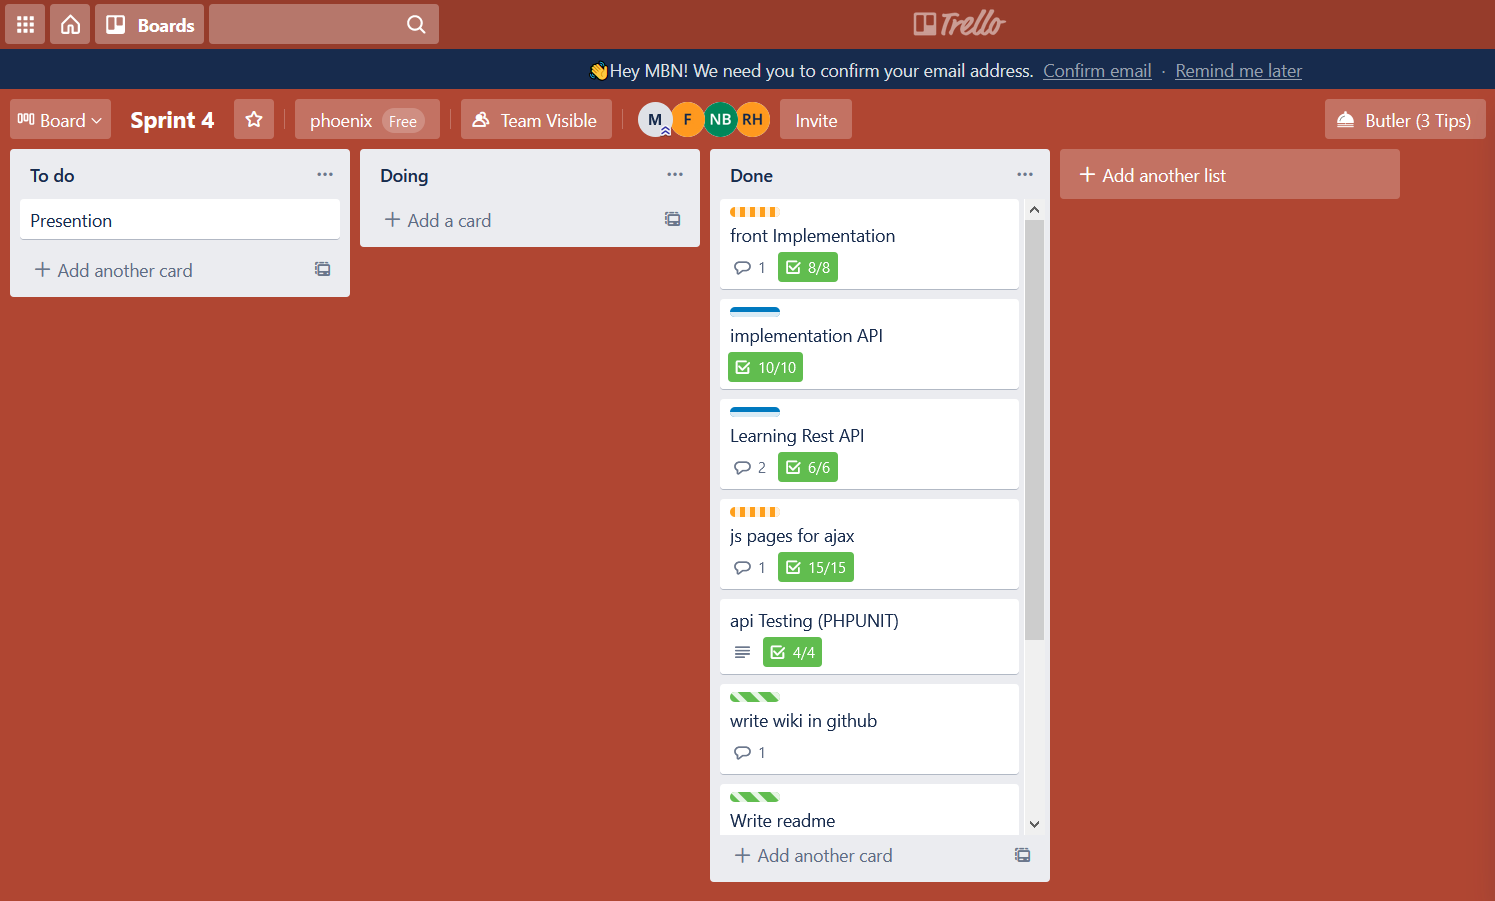 Boards
Trello
Hey MBN! We need you to confirm your email address. Confirm email · Remind me later
Board
Sprint 4
phoenix Free
Team Visible
M F NB RH
Invite
Butler (3 Tips)
To do
Presention
+ Add another card
Doing
+ Add a card
Done
front Implementation
1 8/8
implementation API
10/10
Learning Rest API
2 6/6
js pages for ajax
1 15/15
api Testing (PHPUNIT)
4/4
write wiki in github
1
Write readme
+ Add another card
+ Add another list